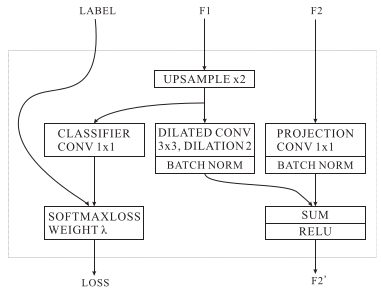 LABEL F1 F2
UPSAMPLE x2
CLASSIFIER
CONV 1x1
DILATED CONV
3x3, DILATION 2
BATCH NORM
PROJECTION
CONV 1x1
BATCH NORM
SOFTMAXLOSS
WEIGHT λ
SUM
RELU
LOSS F2'